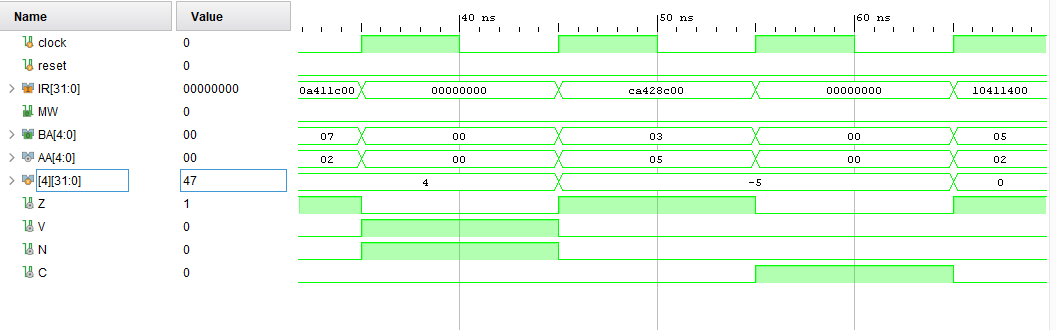 Name Value 40 ns 50 ns 60 ns
clock 0
reset 0
IR[31:0] 00000000 0a411c00 00000000 ca428c00 00000000 10411400
MW 0
BA[4:0] 00 07 00 03 00 05
AA[4:0] 00 02 00 05 00 02
[4][31:0] 47 4 -5 0
Z 1
V 0
N 0
C 0